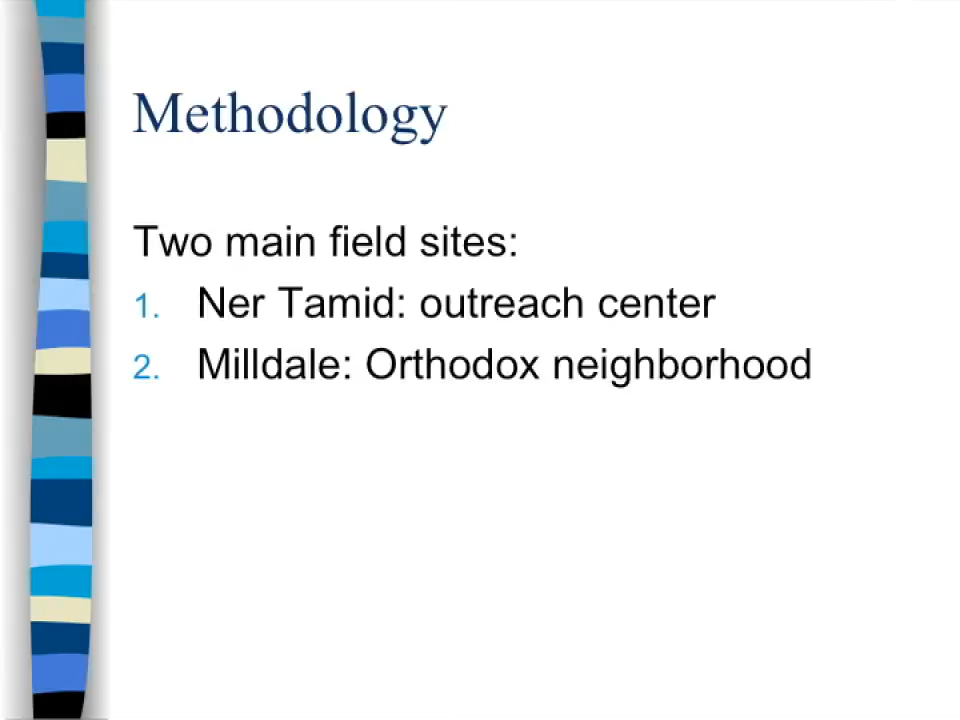 Methodology
Two main field sites:
1. Ner Tamid: outreach center
2. Milldale: Orthodox neighborhood